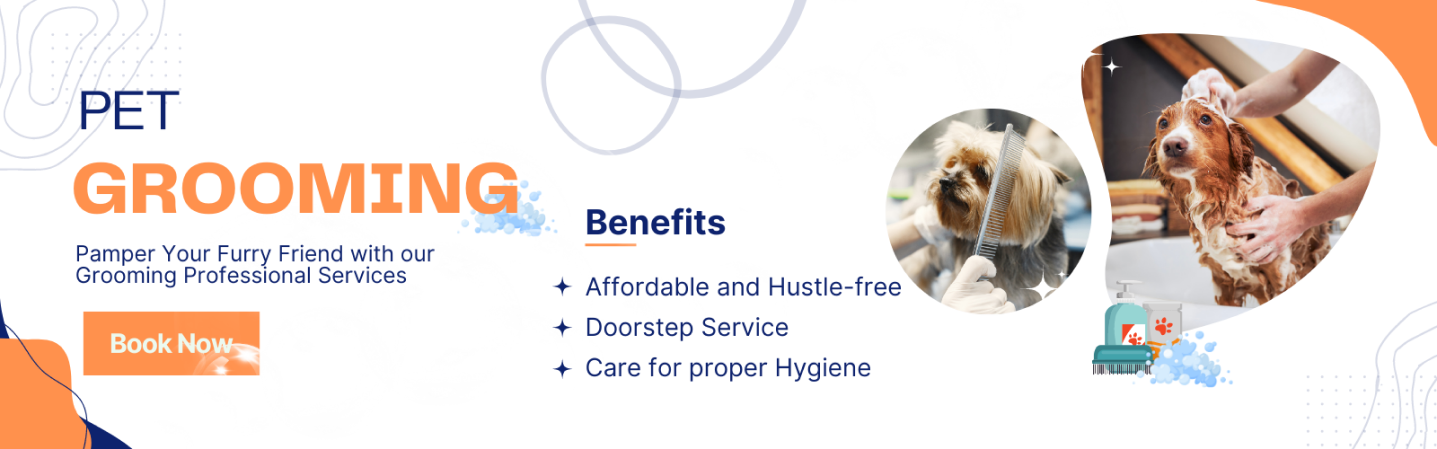 PET
GROOMING
Pamper Your Furry Friend with our
Grooming Professional Services
Book Now
Benefits
Affordable and Hustle-free
Doorstep Service
Care for proper Hygiene